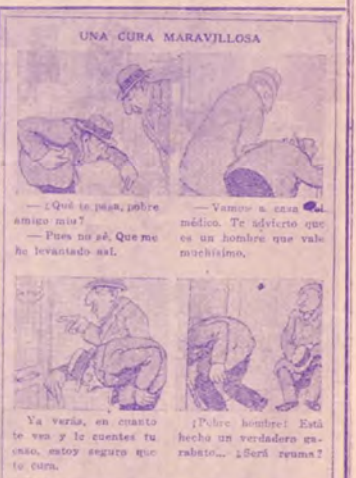 UNA CURA MARAVILLOSA
— ¿Qué te pasa, pobre
amigo mío?
— Pues no sé. Que me
he levantado así.
— Vamos a casa del
médico. Te advierto que
es un hombre que vale
muchísimo.
Ya verás, en cuanto
te vea y le cuentes tu
caso, estoy seguro que
te cura.
¡Pobre hombre! Está
hecho un verdadero ga-
rabato... ¿Será reuma?